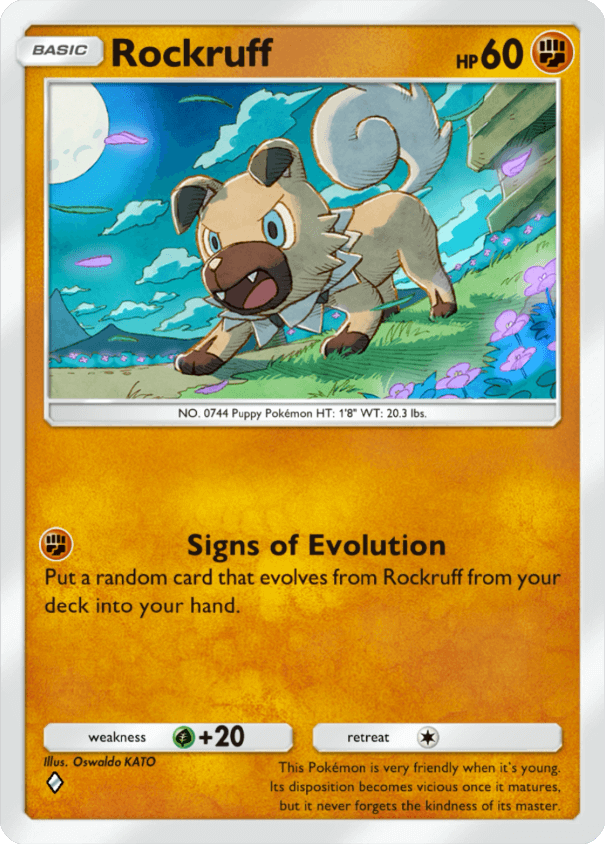 BASIC Rockruff HP 60
NO. 0744 Puppy Pokémon HT: 1'8" WT: 20.3 lbs.
Signs of Evolution
Put a random card that evolves from Rockruff from your
deck into your hand.
weakness +20 retreat
Illus. Oswaldo KATO
This Pokémon is very friendly when it's young.
Its disposition becomes vicious once it matures,
but it never forgets the kindness of its master.